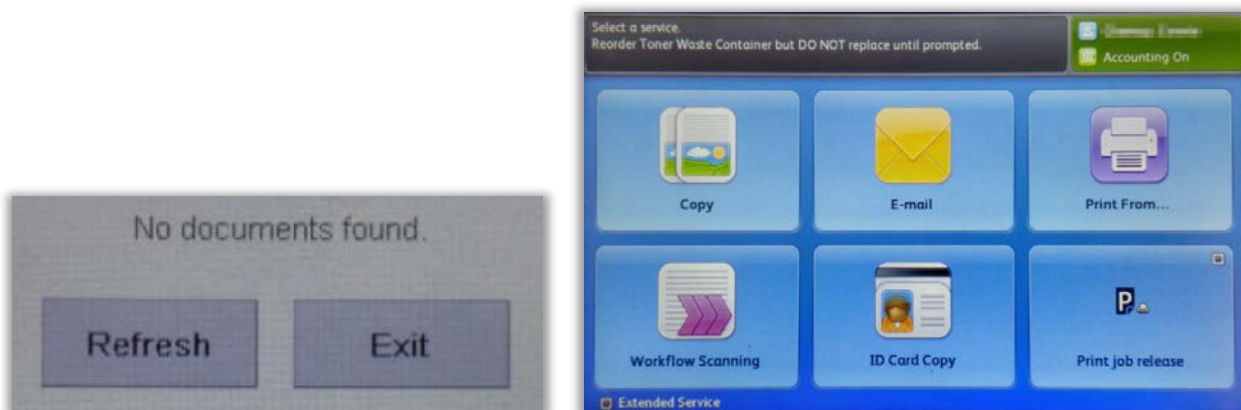 No documents found.
Refresh
Exit
Select a service.
Reorder Toner Waste Container but DO NOT replace until prompted.
Accounting On
Copy
E-mail
Print From...
Workflow Scanning
ID Card Copy
P
Print job release
Extended Service